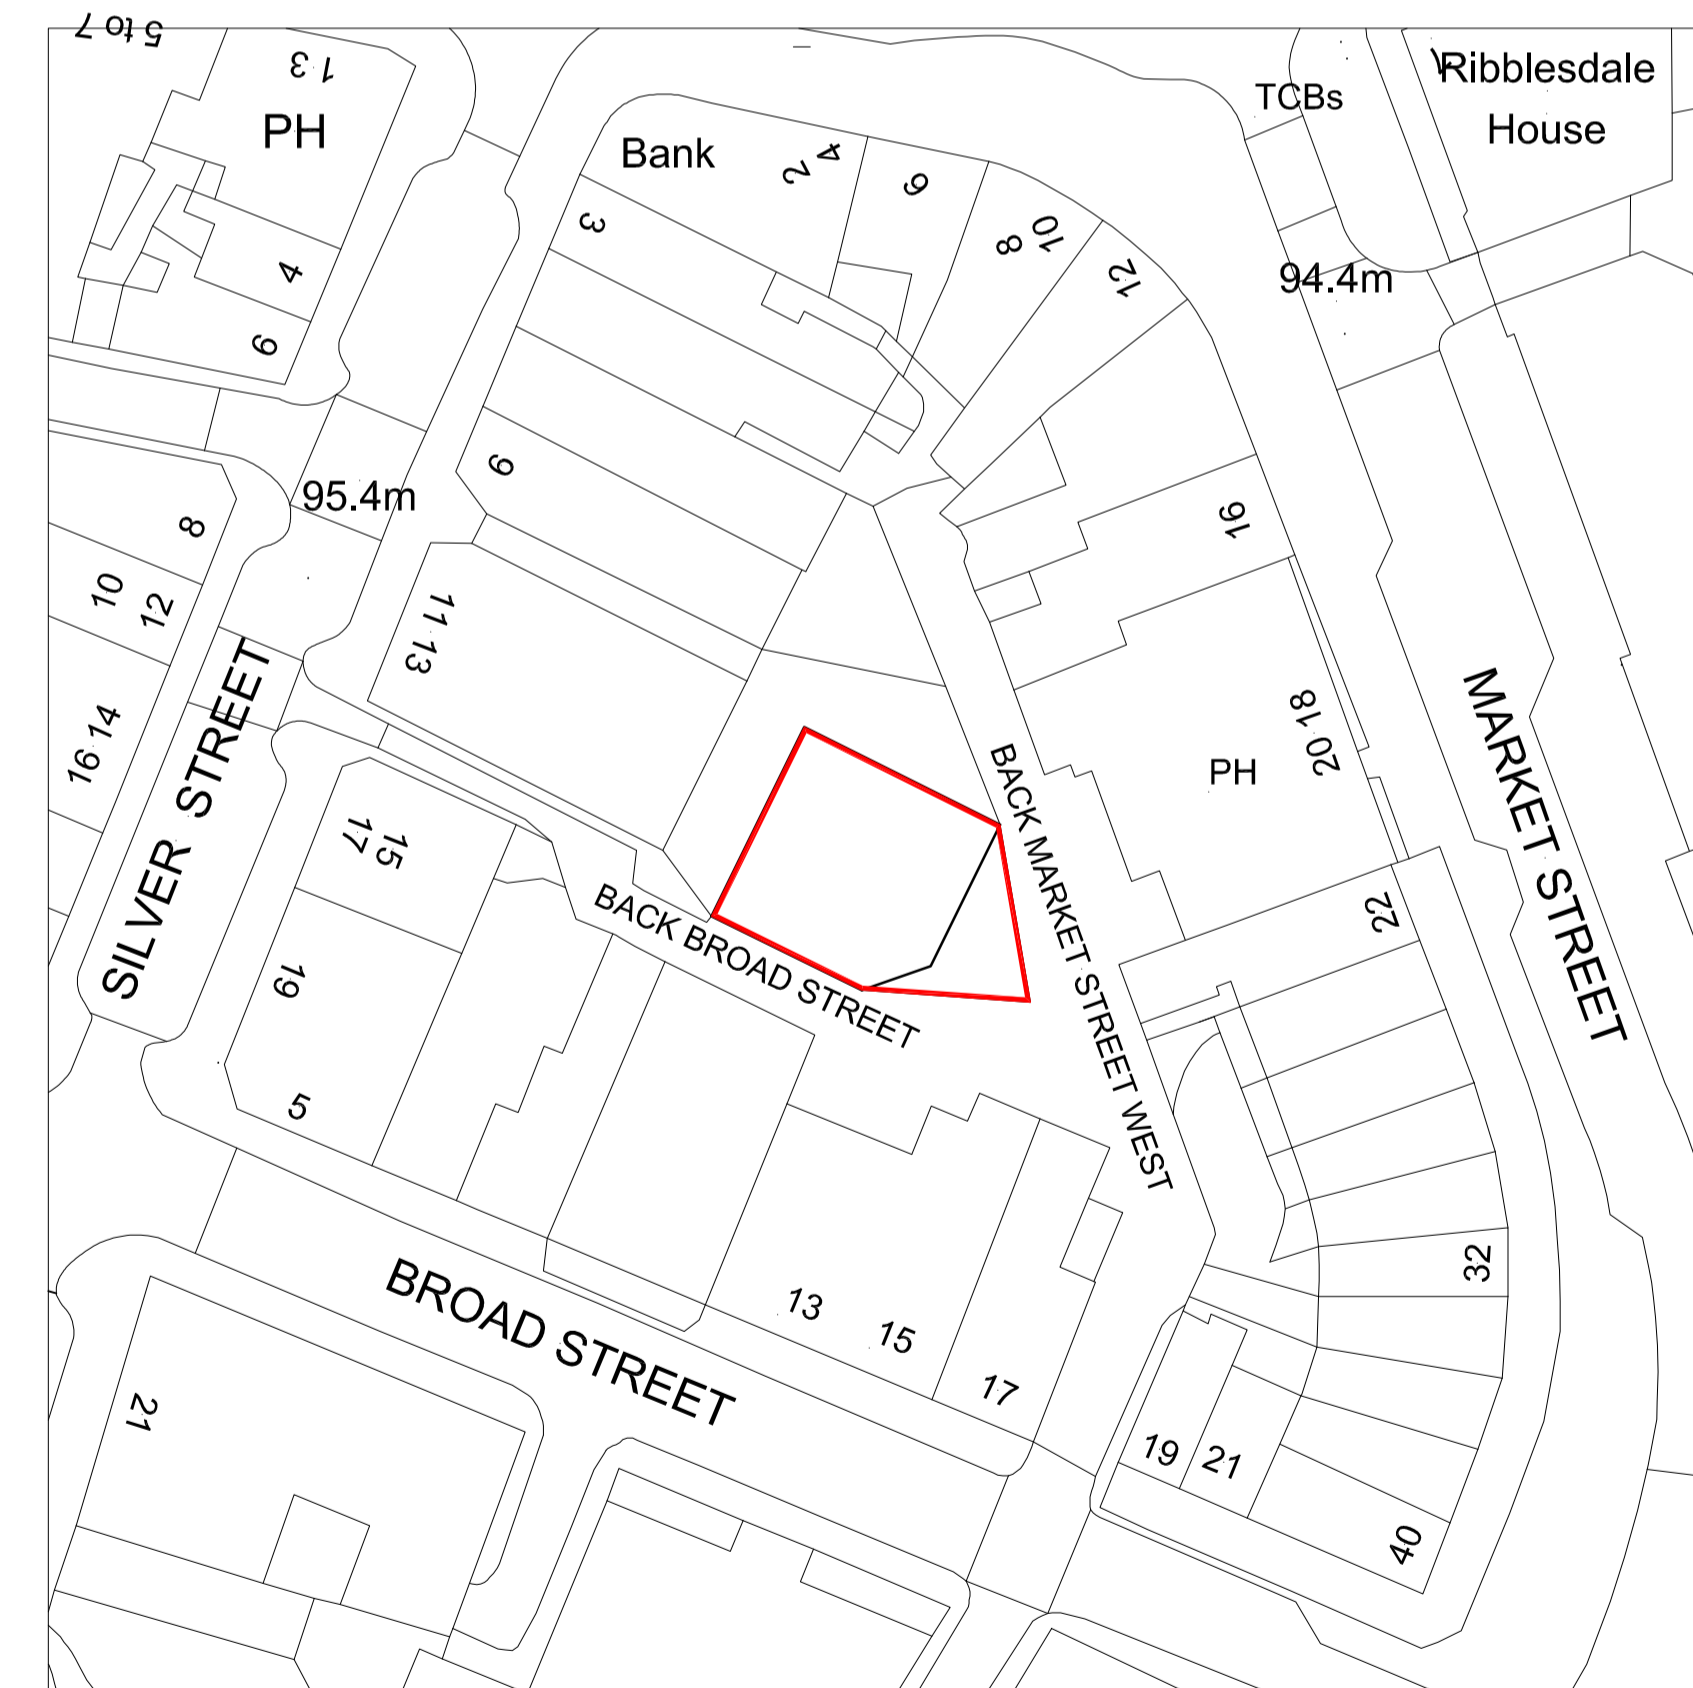 5 to 7
1 3
PH
4
6
Bank
2
4
6
8
10
12
TCBs
Ribblesdale
House
94.4m
3
9
95.4m
8
10
12
16 14
11 13
16
20 18
PH
SILVER STREET
MARKET STREET
17
15
19
5
BACK BROAD STREET
BACK MARKET STREET WEST
22
32
BROAD STREET
13
15
17
19
21
40
21